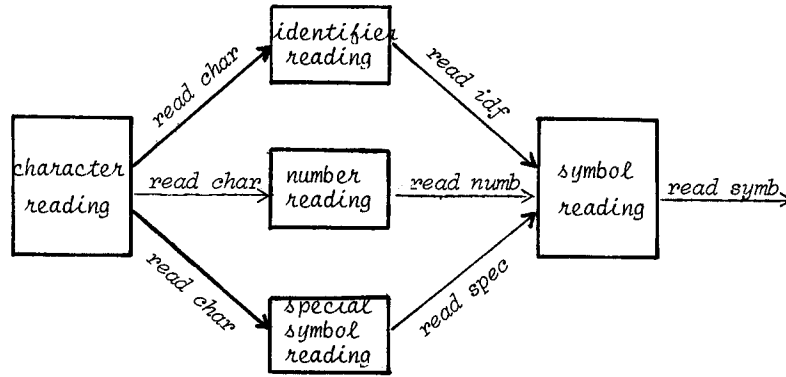 identifier
reading
read char
read idf
character
reading
read char
number
reading
read numb
symbol
reading
read symb
read char
special
symbol
reading
read spec